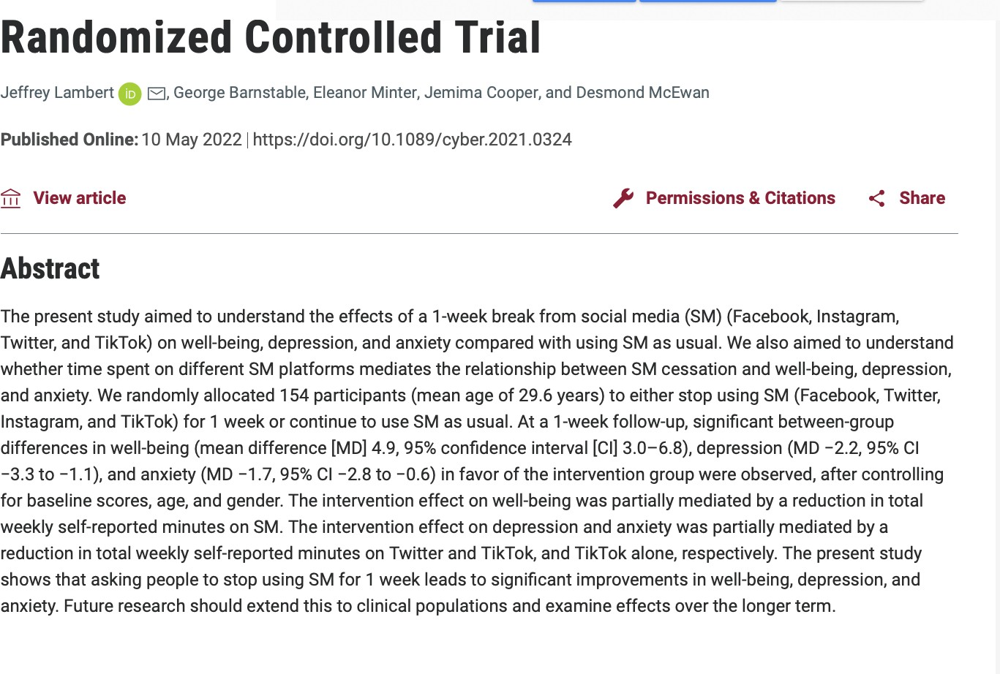 Randomized Controlled Trial
Jeffrey Lambert iD, George Barnstable, Eleanor Minter, Jemima Cooper, and Desmond McEwan
Published Online: 10 May 2022 | https://doi.org/10.1089/cyber.2021.0324
View article Permissions & Citations Share
Abstract
The present study aimed to understand the effects of a 1-week break from social media (SM) (Facebook, Instagram,
Twitter, and TikTok) on well-being, depression, and anxiety compared with using SM as usual. We also aimed to understand
whether time spent on different SM platforms mediates the relationship between SM cessation and well-being, depression,
and anxiety. We randomly allocated 154 participants (mean age of 29.6 years) to either stop using SM (Facebook, Twitter,
Instagram, and TikTok) for 1 week or continue to use SM as usual. At a 1-week follow-up, significant between-group
differences in well-being (mean difference [MD] 4.9, 95% confidence interval [CI] 3.0–6.8), depression (MD −2.2, 95% CI
−3.3 to −1.1), and anxiety (MD −1.7, 95% CI −2.8 to −0.6) in favor of the intervention group were observed, after controlling
for baseline scores, age, and gender. The intervention effect on well-being was partially mediated by a reduction in total
weekly self-reported minutes on SM. The intervention effect on depression and anxiety was partially mediated by a
reduction in total weekly self-reported minutes on Twitter and TikTok, and TikTok alone, respectively. The present study
shows that asking people to stop using SM for 1 week leads to significant improvements in well-being, depression, and
anxiety. Future research should extend this to clinical populations and examine effects over the longer term.